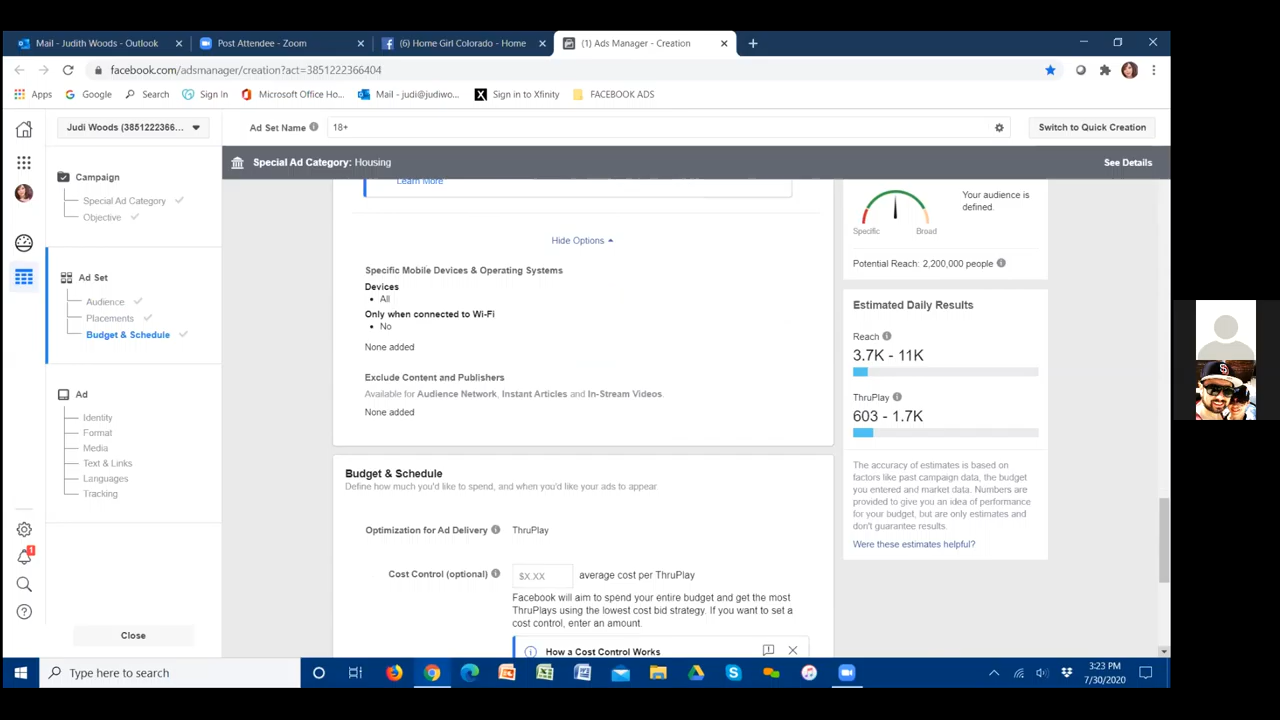 Mail - Judith Woods - Outlook
Post Attendee - Zoom
(6) Home Girl Colorado - Home
(1) Ads Manager - Creation
facebook.com/adsmanager/creation?act=3851222366404
Apps
Google
Search
Sign In
Microsoft Office Ho...
Mail - judi@judiwo...
Sign in to Xfinity
FACEBOOK ADS
Judi Woods (3851222366...
Ad Set Name
18+
Switch to Quick Creation
Special Ad Category: Housing
See Details
Campaign
Special Ad Category
Objective
Ad Set
Audience
Placements
Budget & Schedule
Ad
Identity
Format
Media
Text & Links
Languages
Tracking
1
Close
Learn More
Hide Options
Specific Mobile Devices & Operating Systems
Devices
• All
Only when connected to Wi-Fi
• No
None added
Exclude Content and Publishers
Available for Audience Network, Instant Articles and In-Stream Videos.
None added
Budget & Schedule
Define how much you'd like to spend, and when you'd like your ads to appear
Optimization for Ad Delivery
ThruPlay
Cost Control (optional)
$X.XX
average cost per ThruPlay
Facebook will aim to spend your entire budget and get the most
ThruPlays using the lowest cost bid strategy. If you want to set a
cost control, enter an amount.
How a Cost Control Works
Your audience is
defined.
Specific
Broad
Potential Reach: 2,200,000 people
Estimated Daily Results
Reach
3.7K - 11K
ThruPlay
603 - 1.7K
The accuracy of estimates is based on
factors like past campaign data, the budget
you entered and market data. Numbers are
provided to give you an idea of performance
for your budget, but are only estimates and
don't guarantee results.
Were these estimates helpful?
Type here to search
3:23 PM
7/30/2020